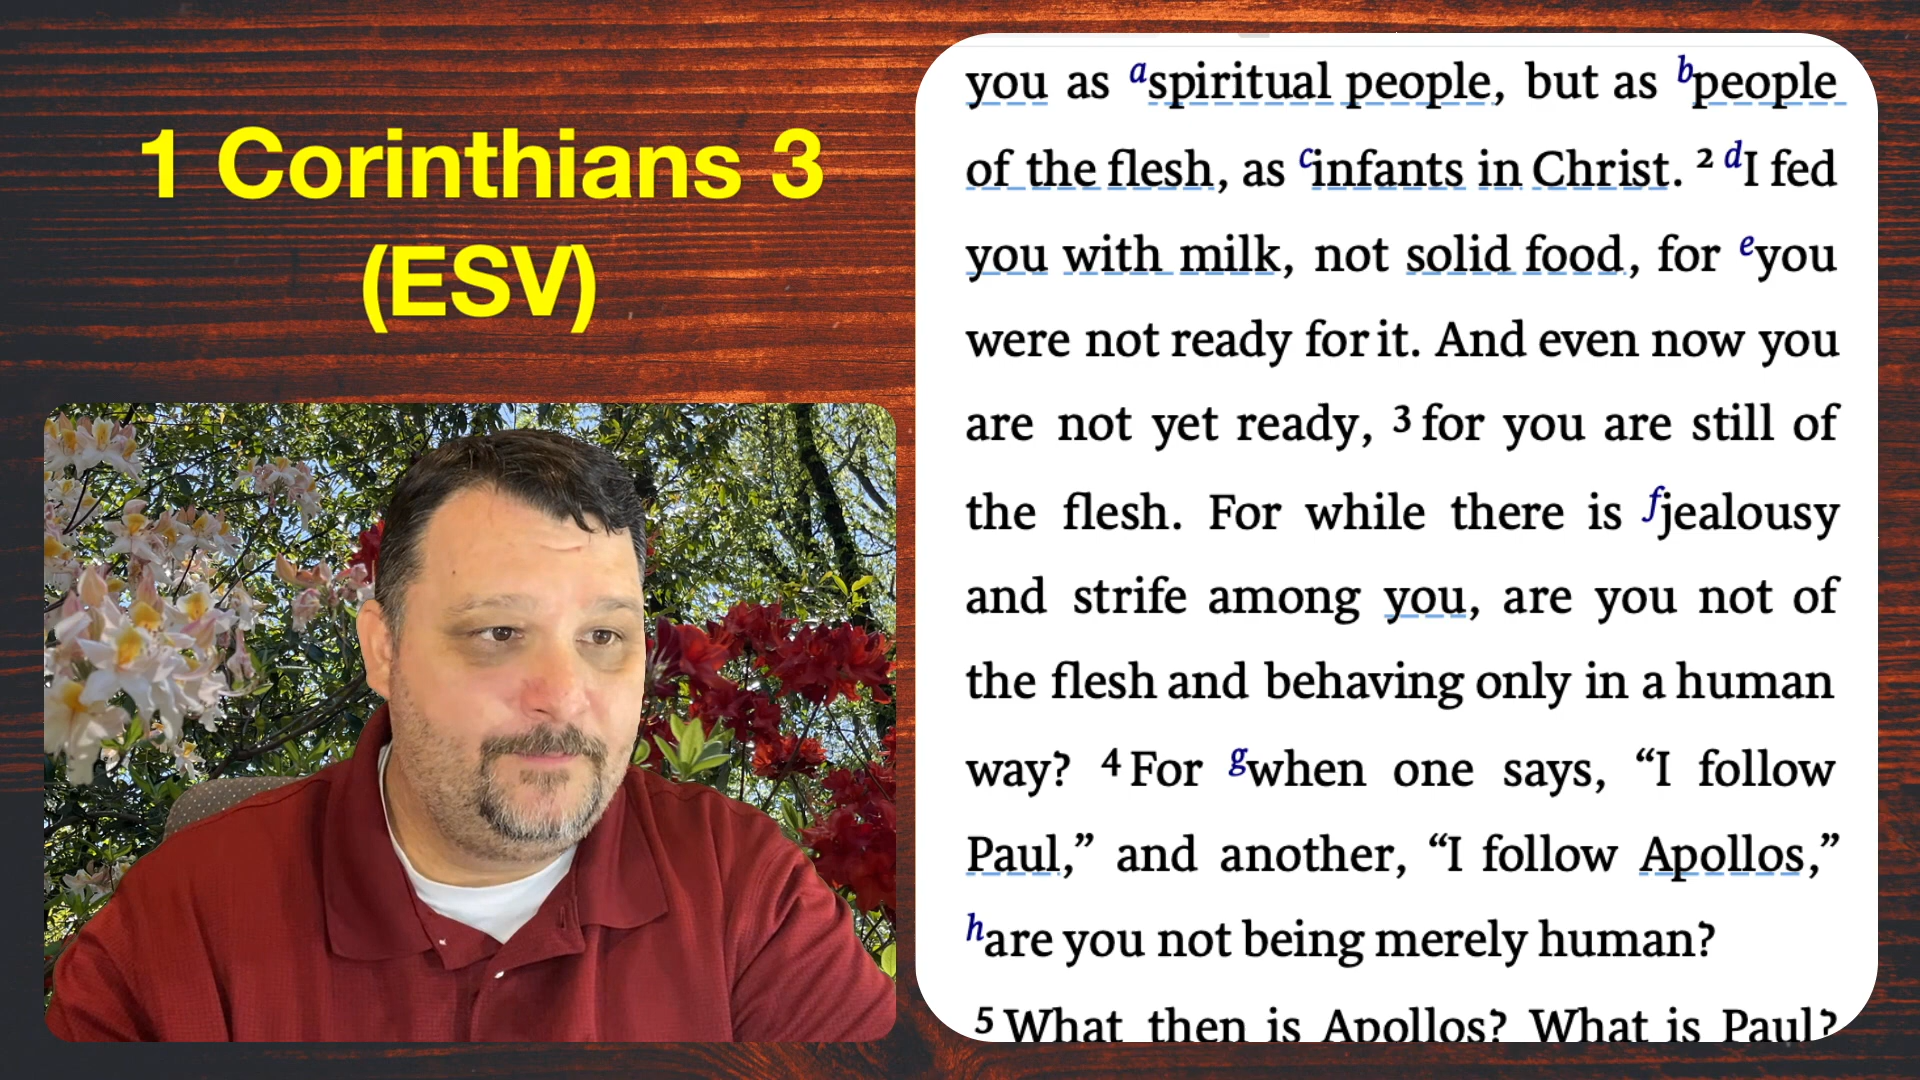 1 Corinthians 3
(ESV)
you as ᵃspiritual people, but as ᵇpeople
of the flesh, as ᶜinfants in Christ. ² ᵈI fed
you with milk, not solid food, for ᵉyou
were not ready for it. And even now you
are not yet ready, ³ for you are still of
the flesh. For while there is ᶠjealousy
and strife among you, are you not of
the flesh and behaving only in a human
way? ⁴ For ᵍwhen one says, “I follow
Paul,” and another, “I follow Apollos,”
ʰare you not being merely human?
⁵ What then is Apollos? What is Paul?